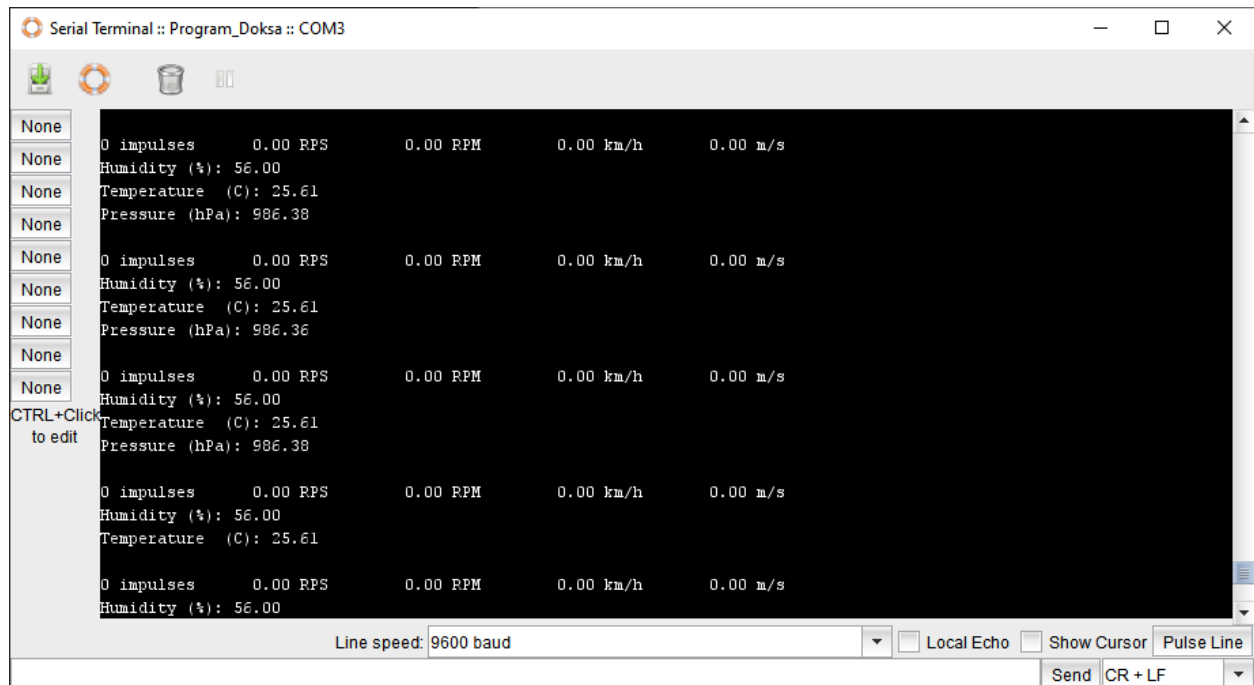 Serial Terminal :: Program_Doksa :: COM3
None
None
None
None
None
None
None
None
None
CTRL+Click
to edit
0 impulses 0.00 RPS 0.00 RPM 0.00 km/h 0.00 m/s
Humidity (%): 56.00
Temperature (C): 25.61
Pressure (hPa): 986.38
0 impulses 0.00 RPS 0.00 RPM 0.00 km/h 0.00 m/s
Humidity (%): 56.00
Temperature (C): 25.61
Pressure (hPa): 986.36
0 impulses 0.00 RPS 0.00 RPM 0.00 km/h 0.00 m/s
Humidity (%): 56.00
Temperature (C): 25.61
Pressure (hPa): 986.38
0 impulses 0.00 RPS 0.00 RPM 0.00 km/h 0.00 m/s
Humidity (%): 56.00
Temperature (C): 25.61
0 impulses 0.00 RPS 0.00 RPM 0.00 km/h 0.00 m/s
Humidity (%): 56.00
Line speed: 9600 baud Local Echo Show Cursor Pulse Line
Send CR + LF